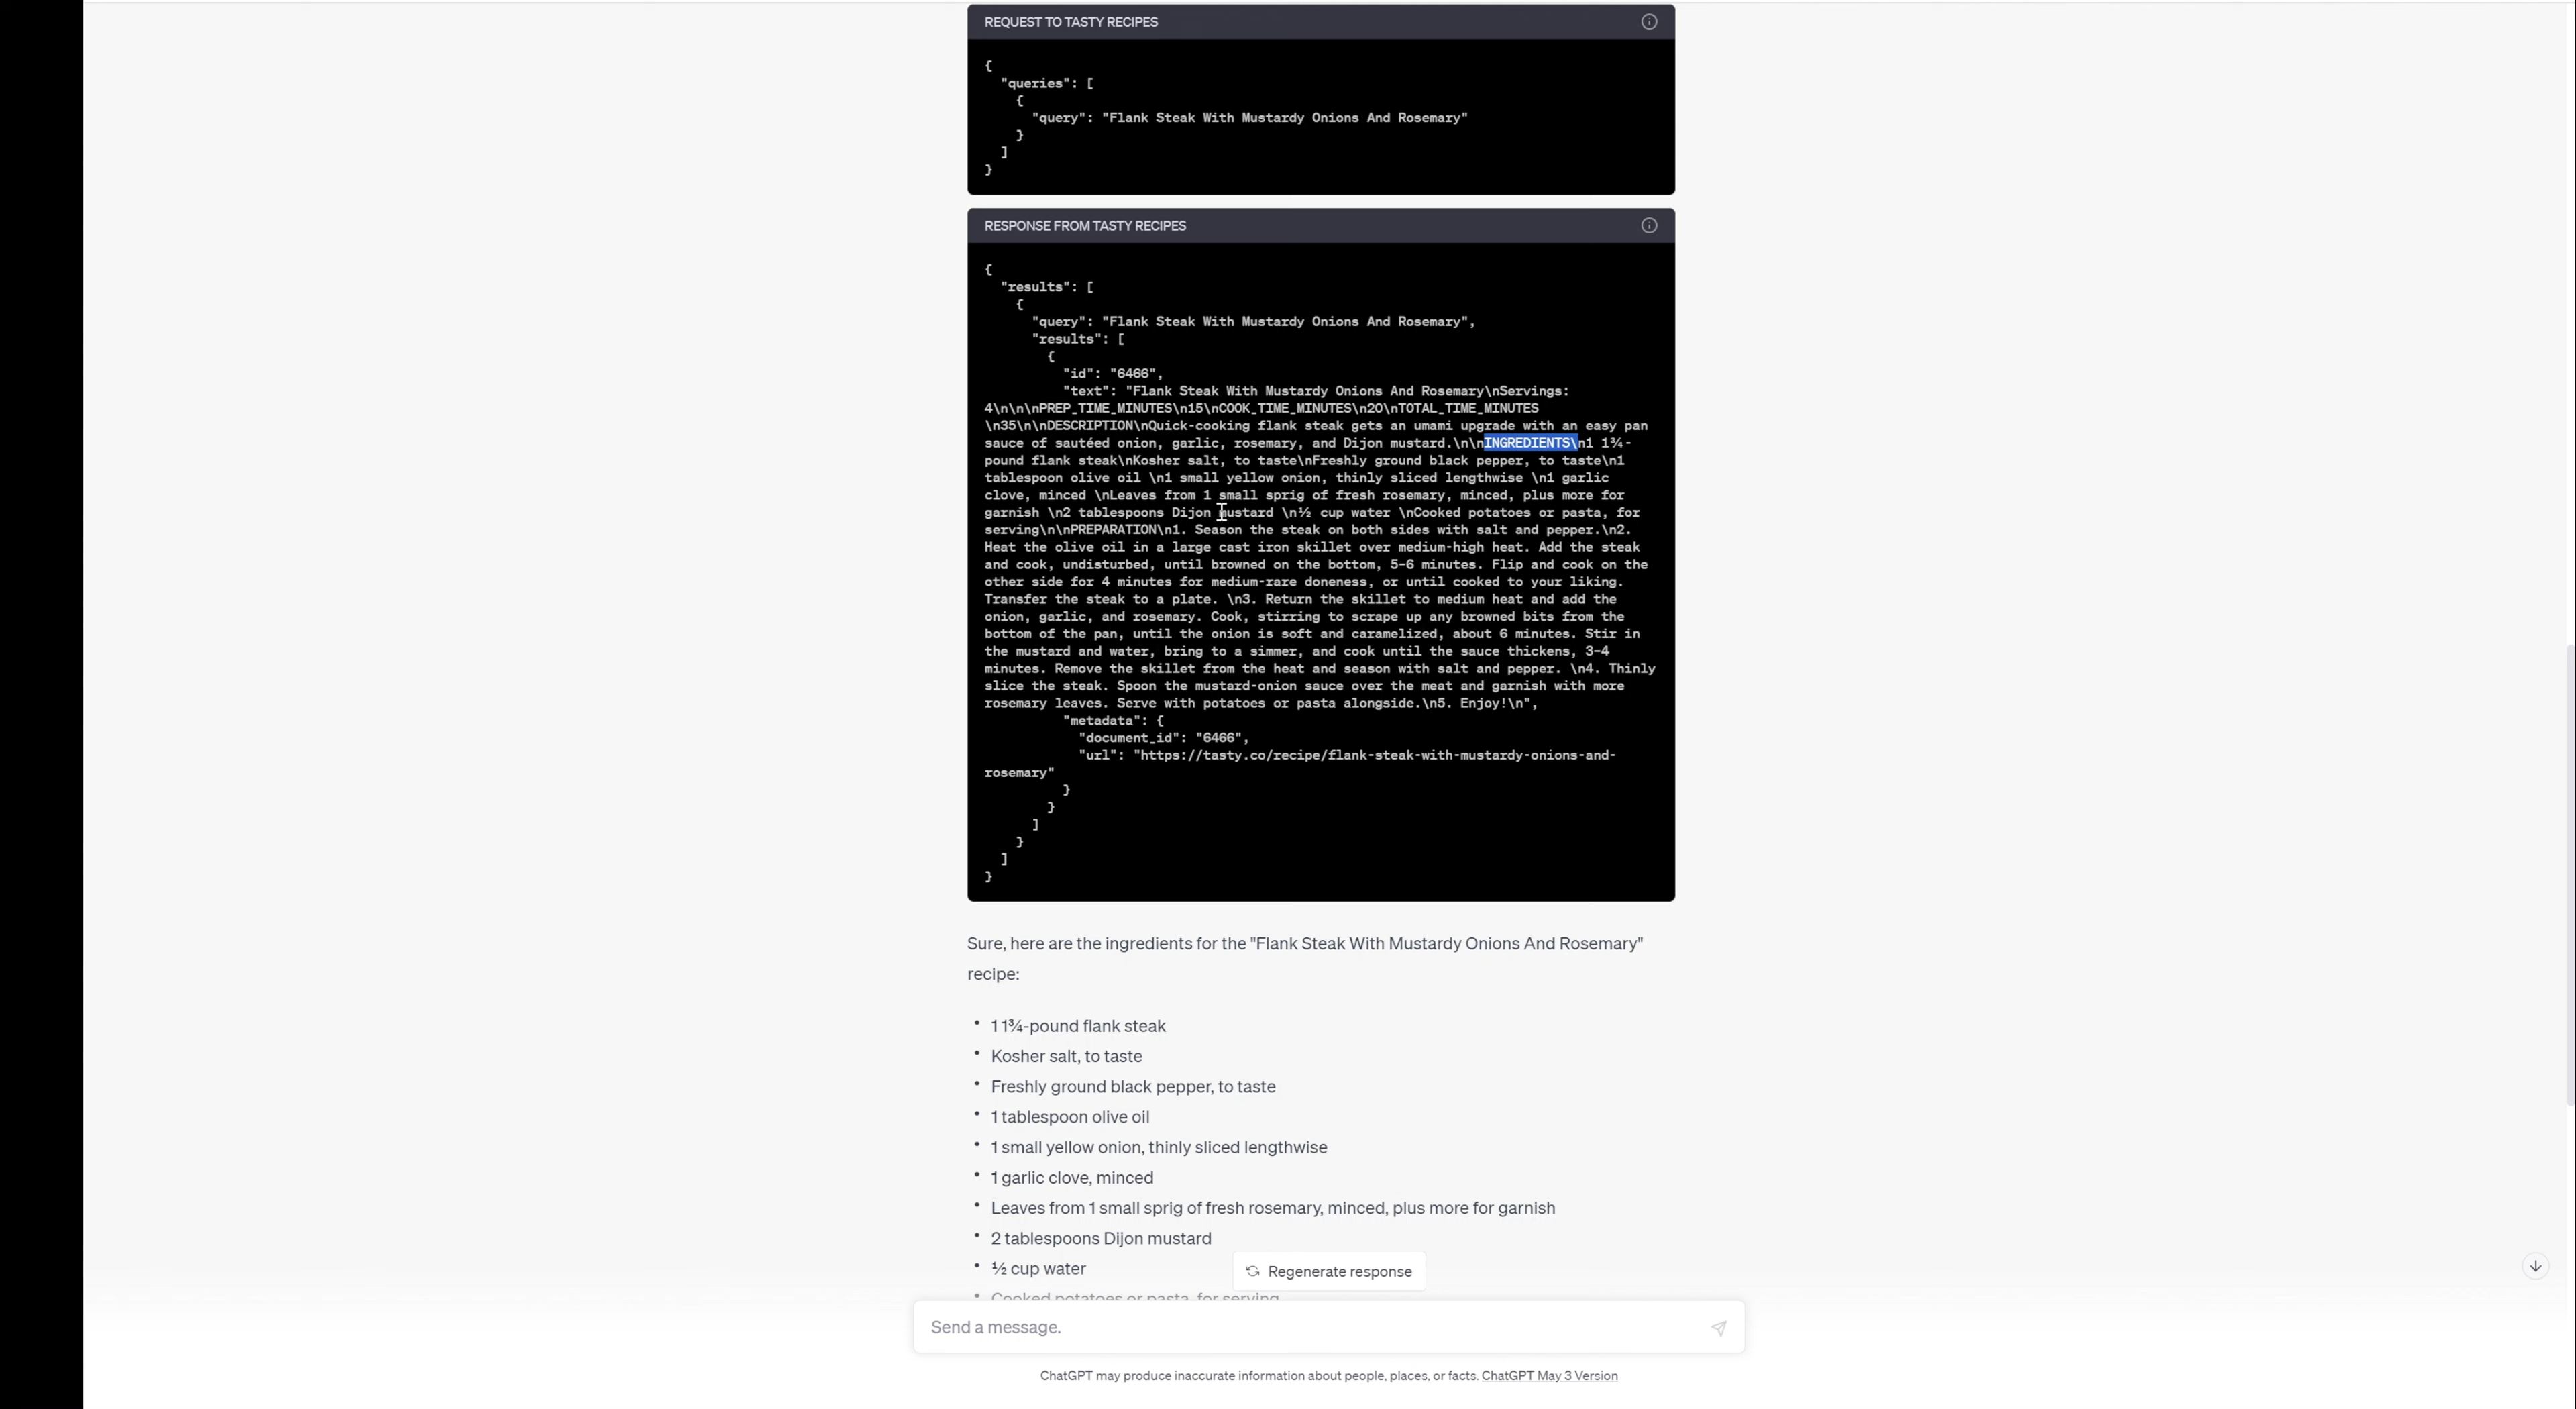 REQUEST TO TASTY RECIPES
{
"queries": [
{
"query": "Flank Steak With Mustardy Onions And Rosemary"
}
]
}
RESPONSE FROM TASTY RECIPES
{
"results": [
{
"query": "Flank Steak With Mustardy Onions And Rosemary",
"results": [
{
"id": "6466",
"text": "Flank Steak With Mustardy Onions And Rosemary\nServings:
4\n\n\nPREP_TIME_MINUTES\n15\nCOOK_TIME_MINUTES\n20\nTOTAL_TIME_MINUTES
\n35\n\nDESCRIPTION\nQuick-cooking flank steak gets an umami upgrade with an easy pan
sauce of sautéed onion, garlic, rosemary, and Dijon mustard.\n\nINGREDIENTS\n1 1¾-
pound flank steak\nKosher salt, to taste\nFreshly ground black pepper, to taste\n1
tablespoon olive oil \n1 small yellow onion, thinly sliced lengthwise \n1 garlic
clove, minced \nLeaves from 1 small sprig of fresh rosemary, minced, plus more for
garnish \n2 tablespoons Dijon mustard \n½ cup water \nCooked potatoes or pasta, for
serving\n\nPREPARATION\n1. Season the steak on both sides with salt and pepper.\n2.
Heat the olive oil in a large cast iron skillet over medium-high heat. Add the steak
and cook, undisturbed, until browned on the bottom, 5–6 minutes. Flip and cook on the
other side for 4 minutes for medium-rare doneness, or until cooked to your liking.
Transfer the steak to a plate. \n3. Return the skillet to medium heat and add the
onion, garlic, and rosemary. Cook, stirring to scrape up any browned bits from the
bottom of the pan, until the onion is soft and caramelized, about 6 minutes. Stir in
the mustard and water, bring to a simmer, and cook until the sauce thickens, 3–4
minutes. Remove the skillet from the heat and season with salt and pepper. \n4. Thinly
slice the steak. Spoon the mustard-onion sauce over the meat and garnish with more
rosemary leaves. Serve with potatoes or pasta alongside.\n5. Enjoy!\n",
"metadata": {
"document_id": "6466",
"url": "https://tasty.co/recipe/flank-steak-with-mustardy-onions-and-
rosemary"
}
}
]
}
]
}
Sure, here are the ingredients for the "Flank Steak With Mustardy Onions And Rosemary"
recipe:
• 1 1¾-pound flank steak
• Kosher salt, to taste
• Freshly ground black pepper, to taste
• 1 tablespoon olive oil
• 1 small yellow onion, thinly sliced lengthwise
• 1 garlic clove, minced
• Leaves from 1 small sprig of fresh rosemary, minced, plus more for garnish
• 2 tablespoons Dijon mustard
• ½ cup water
Regenerate response
• Cooked potatoes or pasta, for serving
Send a message.
ChatGPT may produce inaccurate information about people, places, or facts. ChatGPT May 3 Version